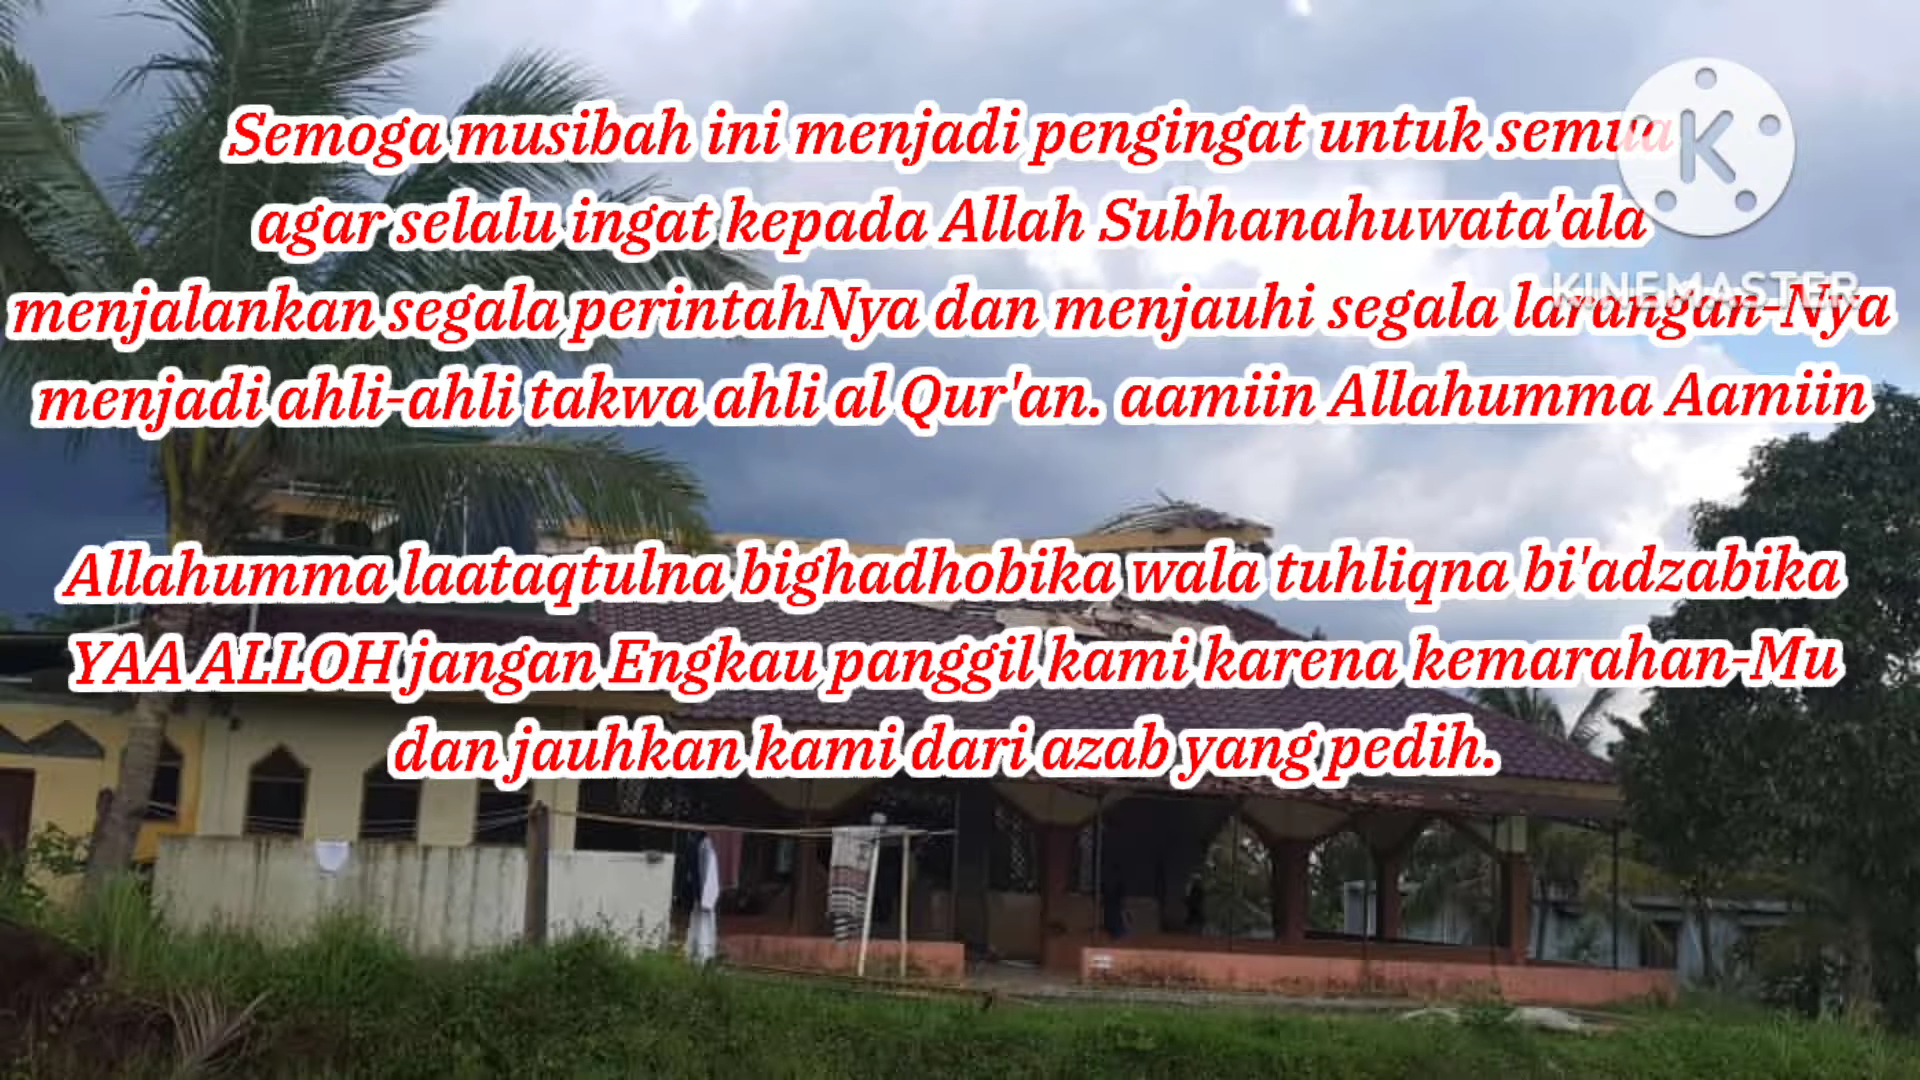 Semoga musibah ini menjadi pengingat untuk semua
agar selalu ingat kepada Allah Subhanahuwata'ala
menjalankan segala perintahNya dan menjauhi segala larangan-Nya
menjadi ahli-ahli takwa ahli al Qur'an. aamiin Allahumma Aamiin
Allahumma laataqtulna bighadhobika wala tuhliqna bi'adzabika
YAA ALLOH jangan Engkau panggil kami karena kemarahan-Mu
dan jauhkan kami dari azab yang pedih.
K
KINEMASTER